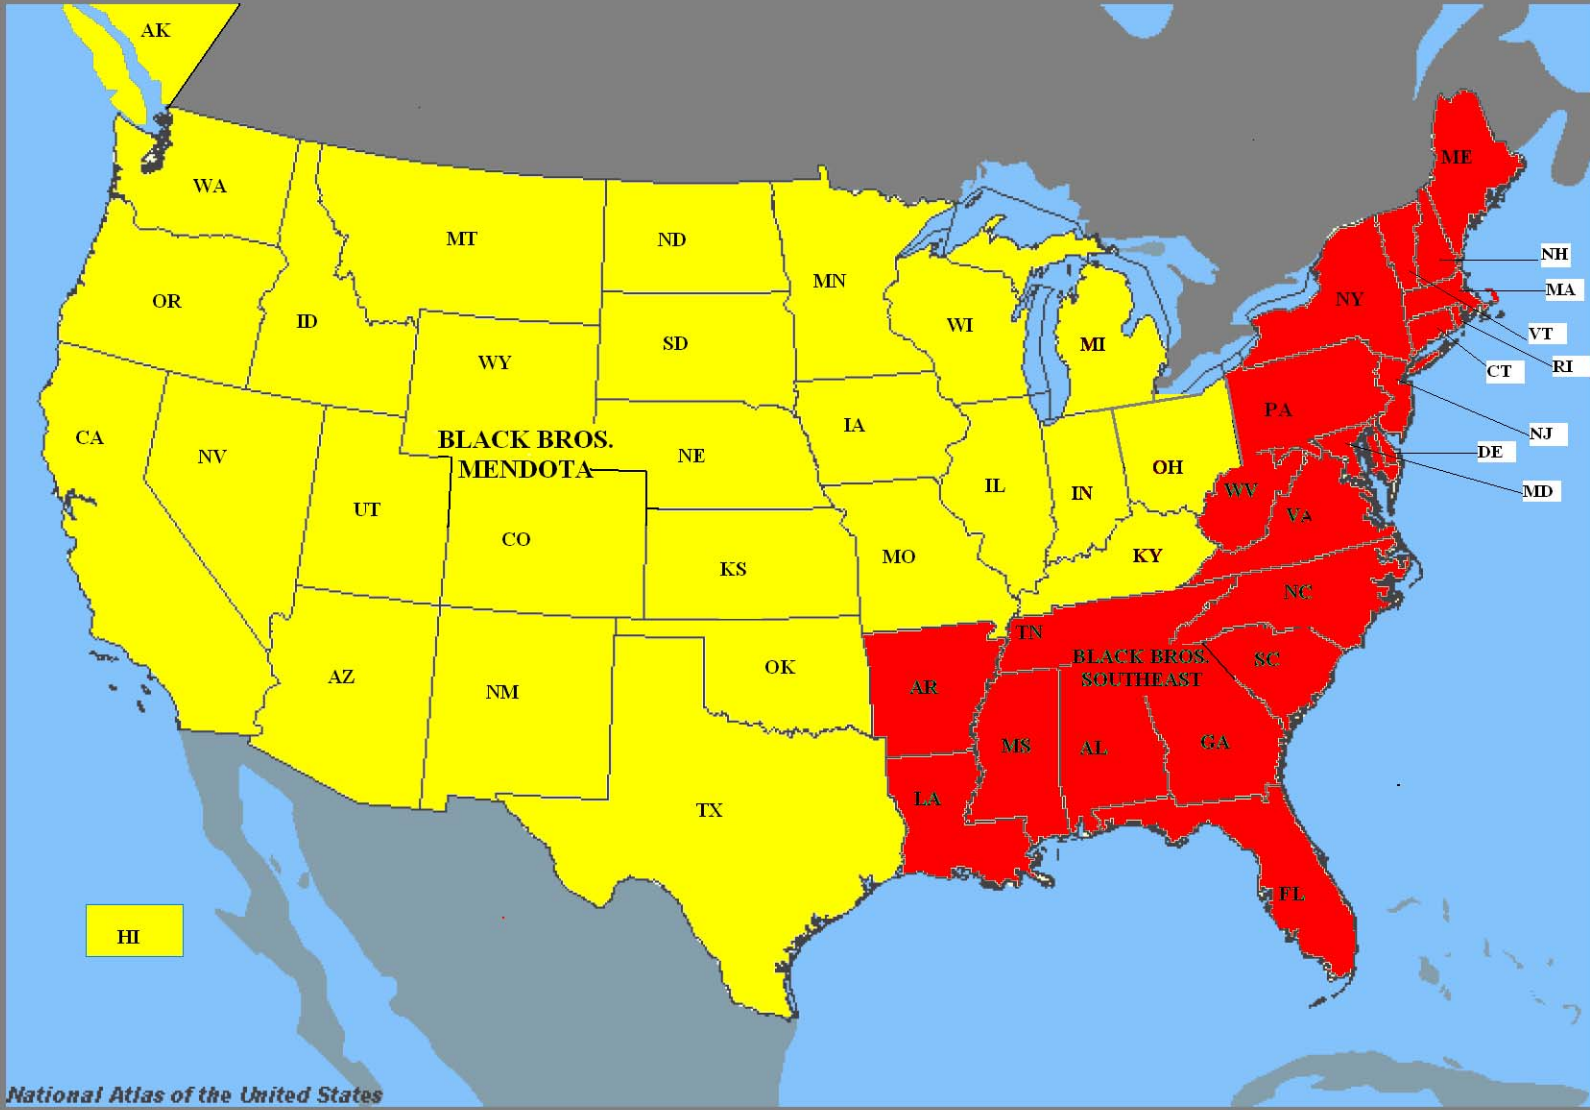 AK
WA
MT
ND
MN
OR
ID
SD
WI
MI
WY
NY
ME
NH
MA
VT
RI
CT
CA
NV
BLACK BROS.
MENDOTA
NE
IA
IL
IN
OH
PA
NJ
DE
MD
UT
CO
KS
MO
KY
WV
VA
NC
TN
AZ
NM
OK
AR
BLACK BROS.
SOUTHEAST
SC
MS
AL
GA
TX
LA
FL
HI
National Atlas of the United States